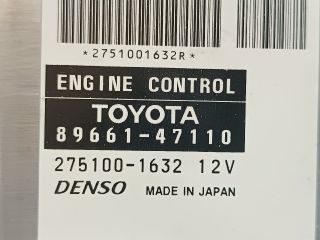 *2751001632R*
ENGINE CONTROL
TOYOTA
89661-47110
275100-1632 12V
DENSO MADE IN JAPAN